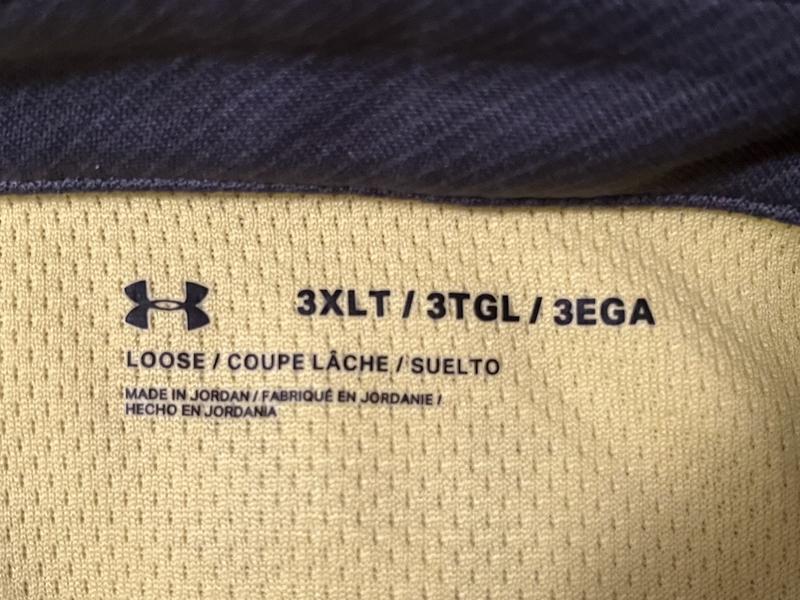 3XLT / 3TGL / 3EGA
LOOSE / COUPE LÂCHE / SUELTO
MADE IN JORDAN / FABRIQUÉ EN JORDANIE /
HECHO EN JORDANIA